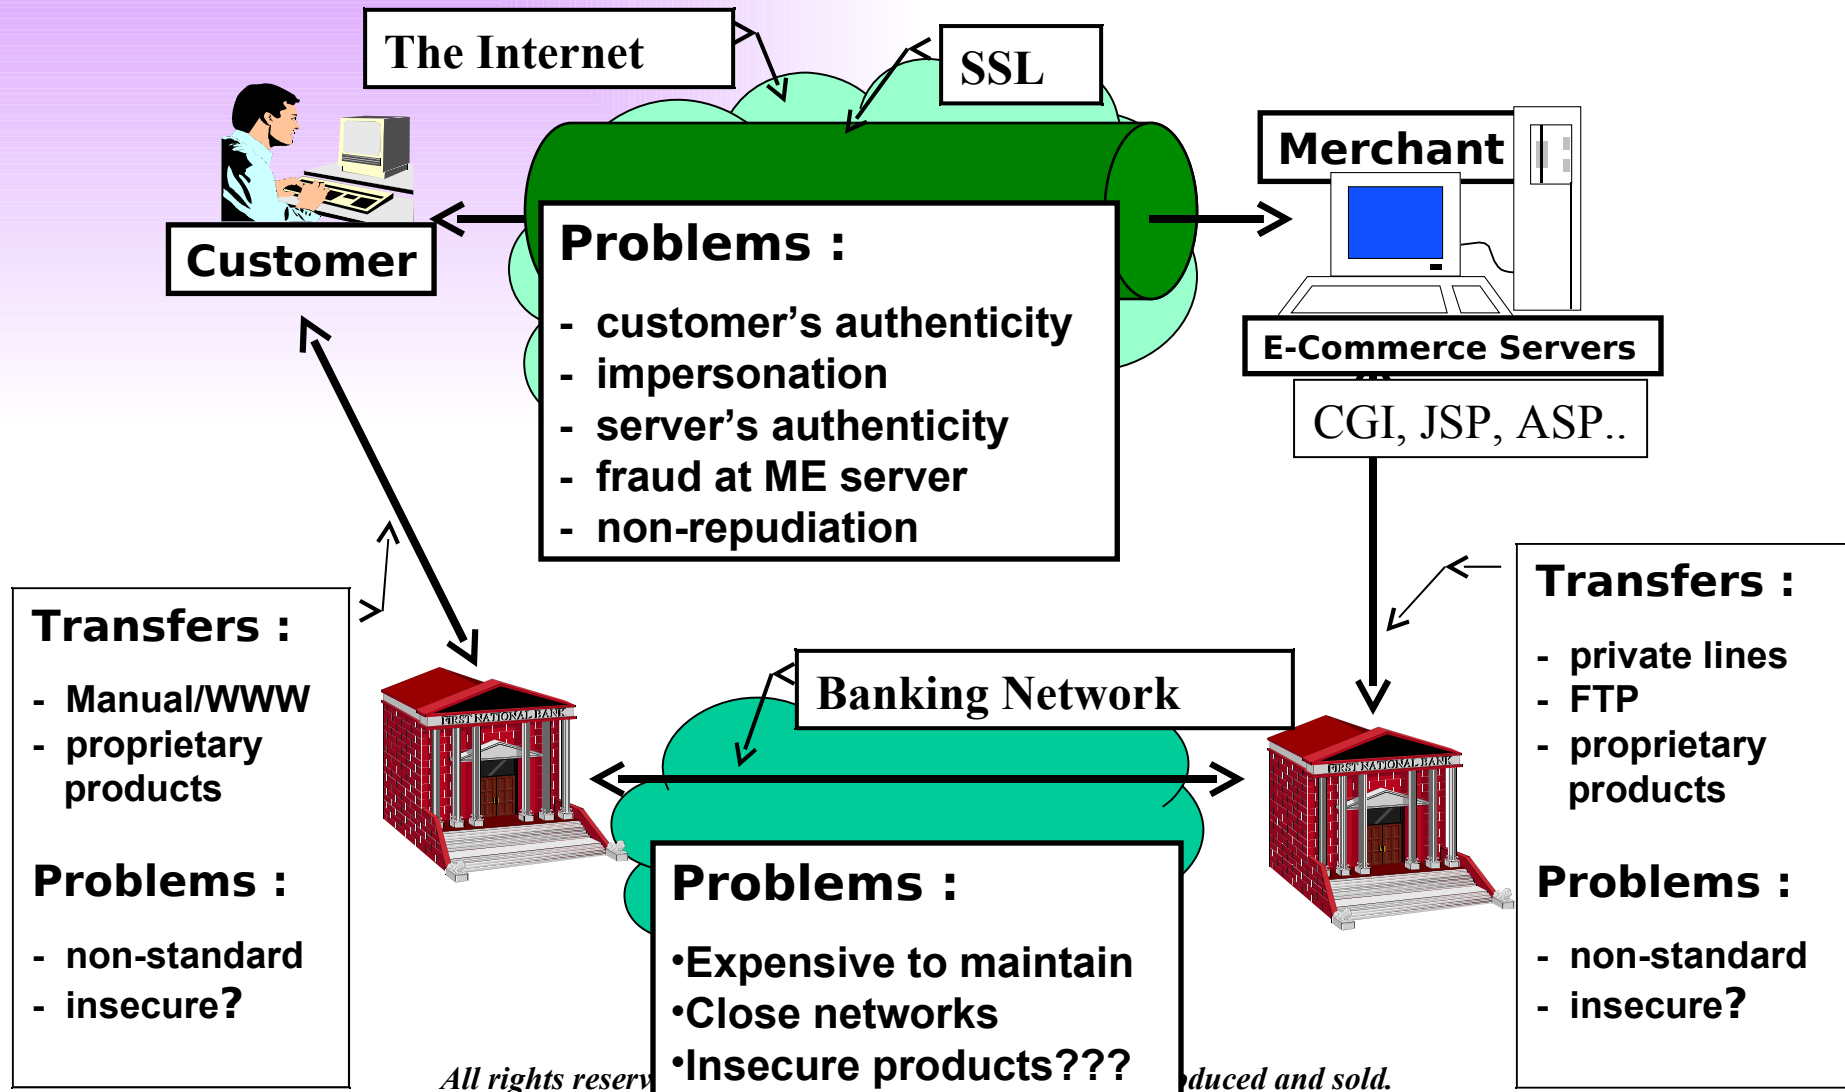 The Internet
SSL
Merchant
Customer
Problems :
- customer's authenticity
- impersonation
- server's authenticity
- fraud at ME server
- non-repudiation
E-Commerce Servers
CGI, JSP, ASP..
Transfers :
- Manual/WWW
- proprietary
products
Problems :
- non-standard
- insecure?
FIRST NATIONAL BANK
Banking Network
FIRST NATIONAL BANK
Problems :
•Expensive to maintain
•Close networks
•Insecure products???
Transfers :
- private lines
- FTP
- proprietary
products
Problems :
- non-standard
- insecure?
All rights and sold.